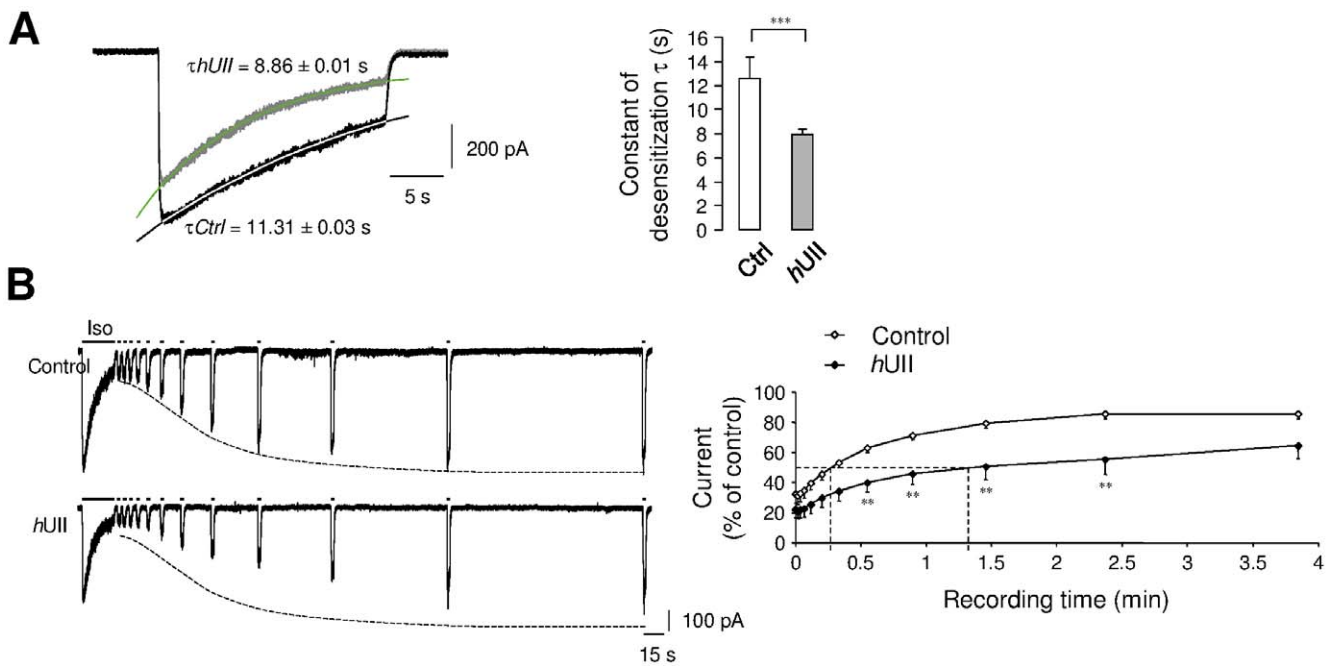 A
τhUII = 8.86 ± 0.01 s
200 pA
5 s
τCtrl = 11.31 ± 0.03 s
Constant of
desensitization τ (s)
***
16
14
12
10
8
6
4
2
0
Ctrl
hUII
B
Iso
Control
hUII
100 pA
15 s
Control
hUII
Current
(% of control)
100
80
60
40
20
0
** ** ** **
0 0.5 1 1.5 2 2.5 3 3.5 4
Recording time (min)